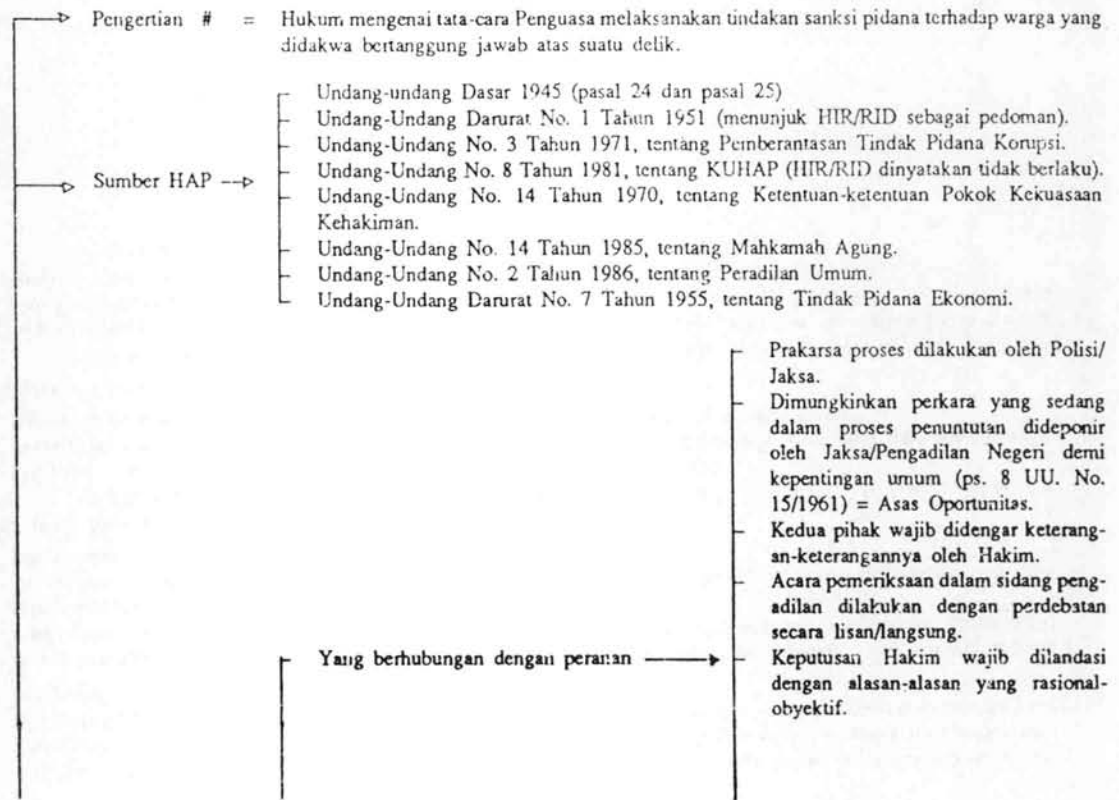 Pengertian # = Hukum mengenai tata-cara Penguasa melaksanakan tindakan sanksi pidana terhadap warga yang
didakwa bertanggung jawab atas suatu delik.
Undang-undang Dasar 1945 (pasal 24 dan pasal 25)
Undang-Undang Darurat No. 1 Tahun 1951 (menunjuk HIR/RID sebagai pedoman).
Undang-Undang No. 3 Tahun 1971, tentang Pemberantasan Tindak Pidana Korupsi.
Sumber HAP
Undang-Undang No. 8 Tahun 1981, tentang KUHAP (HIR/RID dinyatakan tidak berlaku).
Undang-Undang No. 14 Tahun 1970, tentang Ketentuan-ketentuan Pokok Kekuasaan
Kehakiman.
Undang-Undang No. 14 Tahun 1985, tentang Mahkamah Agung.
Undang-Undang No. 2 Tahun 1986, tentang Peradilan Umum.
Undang-Undang Darurat No. 7 Tahun 1955, tentang Tindak Pidana Ekonomi.
Yang berhubungan dengan peranan
Prakarsa proses dilakukan oleh Polisi/
Jaksa.
Dimungkinkan perkara yang sedang
dalam proses penuntutan dideponir
oleh Jaksa/Pengadilan Negeri demi
kepentingan umum (ps. 8 UU. No.
15/1961) = Asas Oportunitas.
Kedua pihak wajib didengar keterang-
an-keterangannya oleh Hakim.
Acara pemeriksaan dalam sidang peng-
adilan dilakukan dengan perdebatan
secara lisan/langsung.
Keputusan Hakim wajib dilandasi
dengan alasan-alasan yang rasional-
obyektif.